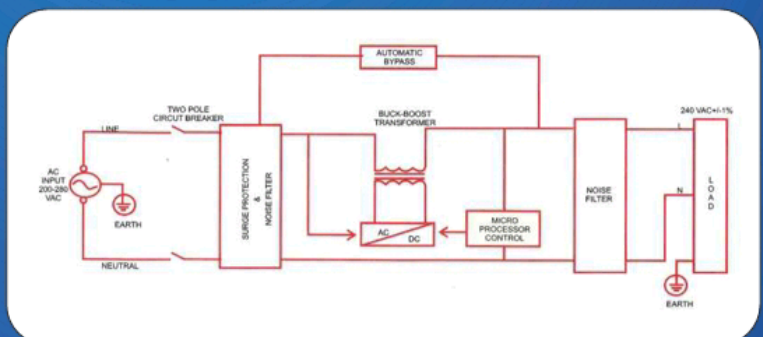 AUTOMATIC
BYPASS
TWO POLE
CIRCUT BREAKER
BUCK-BOOST
TRANSFORMER
240 VAC+/-1%
LINE
L
AC
INPUT
200-280
VAC
EARTH
SURGE PROTECTION
&
NOISE FILTER
NOISE
FILTER
N
LOAD
MICRO
PROCESSOR
CONTROL
AC
DC
NEUTRAL
EARTH